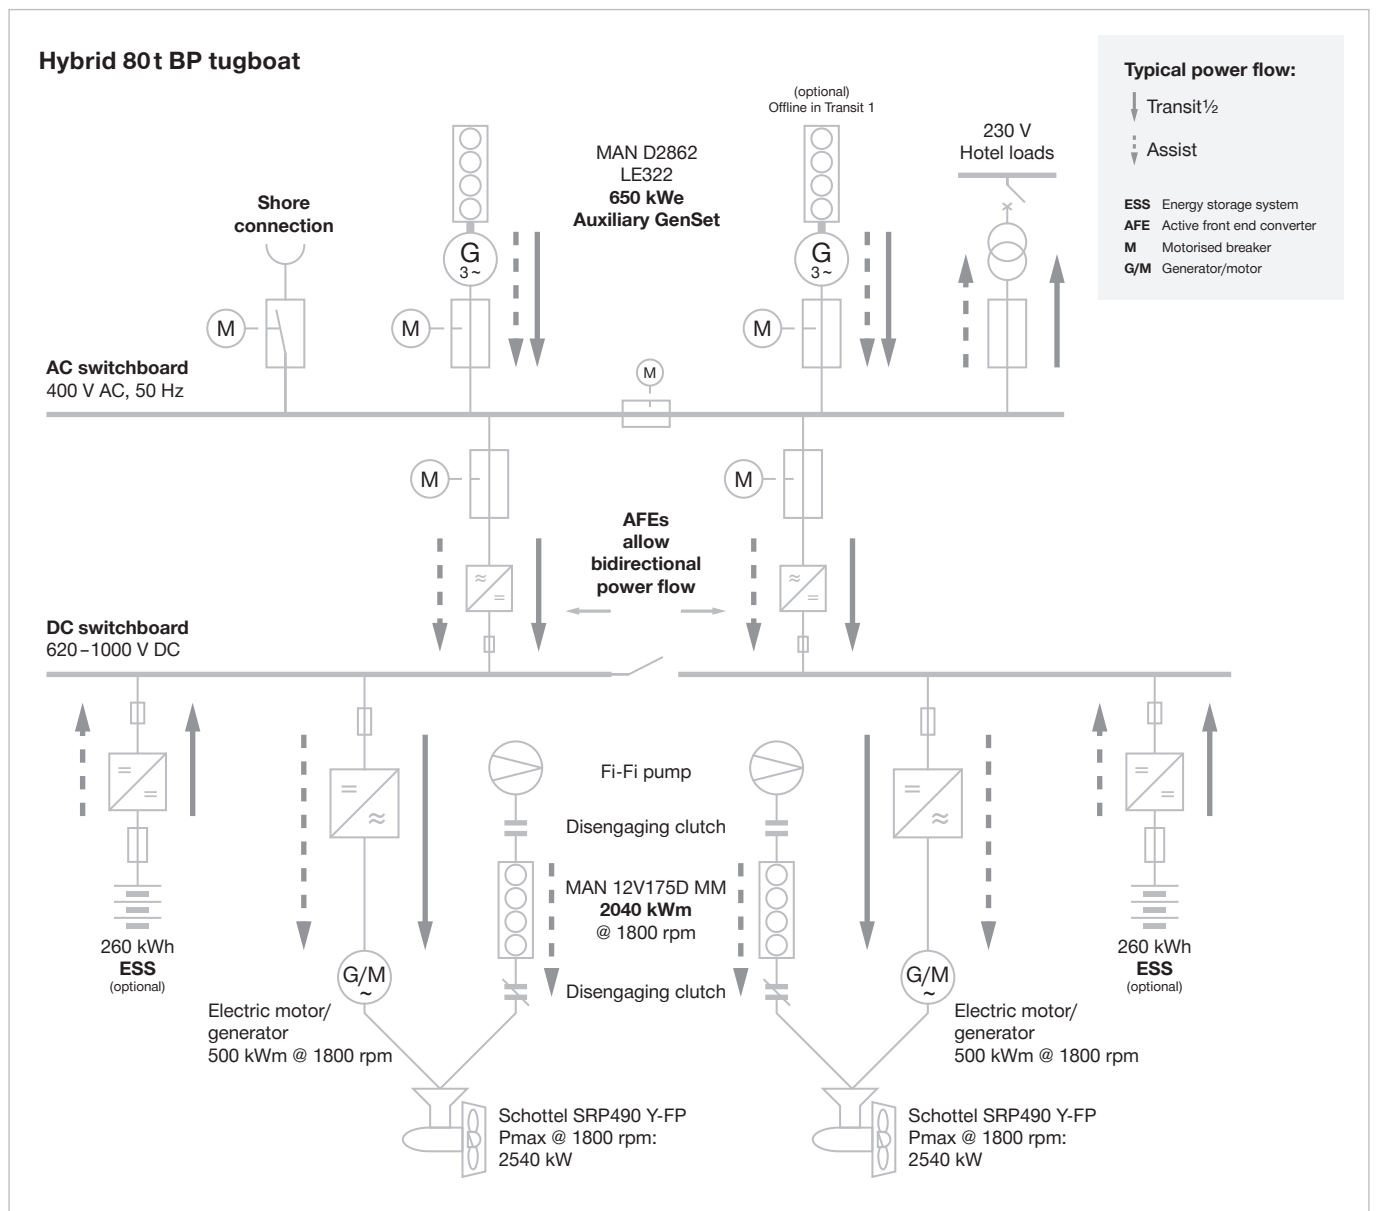 Hybrid 80 t BP tugboat
Typical power flow:
Transit½
Assist
ESS Energy storage system
AFE Active front end converter
M Motorised breaker
G/M Generator/motor
(optional)
Offline in Transit 1
MAN D2862
LE322
650 kWe
Auxiliary GenSet
230 V
Hotel loads
Shore
connection
G
3 ~
G
3 ~
M
M
M
M
AC switchboard
400 V AC, 50 Hz
M
M
AFEs
allow
bidirectional
power flow
≈
=
≈
=
DC switchboard
620–1000 V DC
=
=
=
≈
Fi-Fi pump
=
≈
=
=
Disengaging clutch
MAN 12V175D MM
2040 kWm
@ 1800 rpm
260 kWh
ESS
(optional)
260 kWh
ESS
(optional)
G/M
~
G/M
~
Disengaging clutch
Electric motor/
generator
500 kWm @ 1800 rpm
Electric motor/
generator
500 kWm @ 1800 rpm
Schottel SRP490 Y-FP
Pmax @ 1800 rpm:
2540 kW
Schottel SRP490 Y-FP
Pmax @ 1800 rpm:
2540 kW